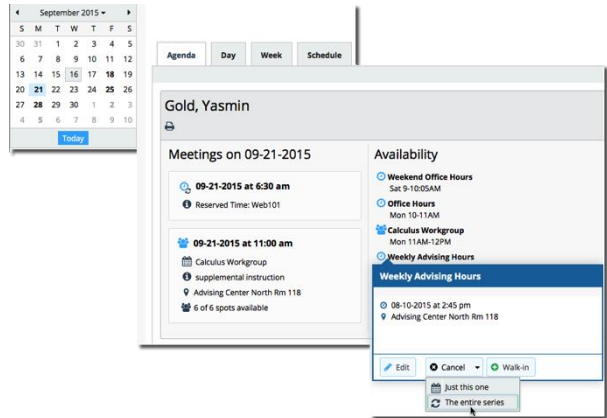 September 2015
S M T W T F S
30 31 1 2 3 4 5
6 7 8 9 10 11 12
13 14 15 16 17 18 19
20 21 22 23 24 25 26
27 28 29 30 1 2 3
4 5 6 7 8 9 10
Today
Agenda Day Week Schedule
Gold, Yasmin
Meetings on 09-21-2015
09-21-2015 at 6:30 am
Reserved Time: Web101
09-21-2015 at 11:00 am
Calculus Workgroup
supplemental instruction
Advising Center North Rm 118
6 of 6 spots available
Availability
Weekend Office Hours
Sat 9-10:05AM
Office Hours
Mon 10-11AM
Calculus Workgroup
Mon 11AM-12PM
Weekly Advising Hours
Weekly Advising Hours
08-10-2015 at 2:45 pm
Advising Center North Rm 118
Edit Cancel Walk-in
Just this one
The entire series